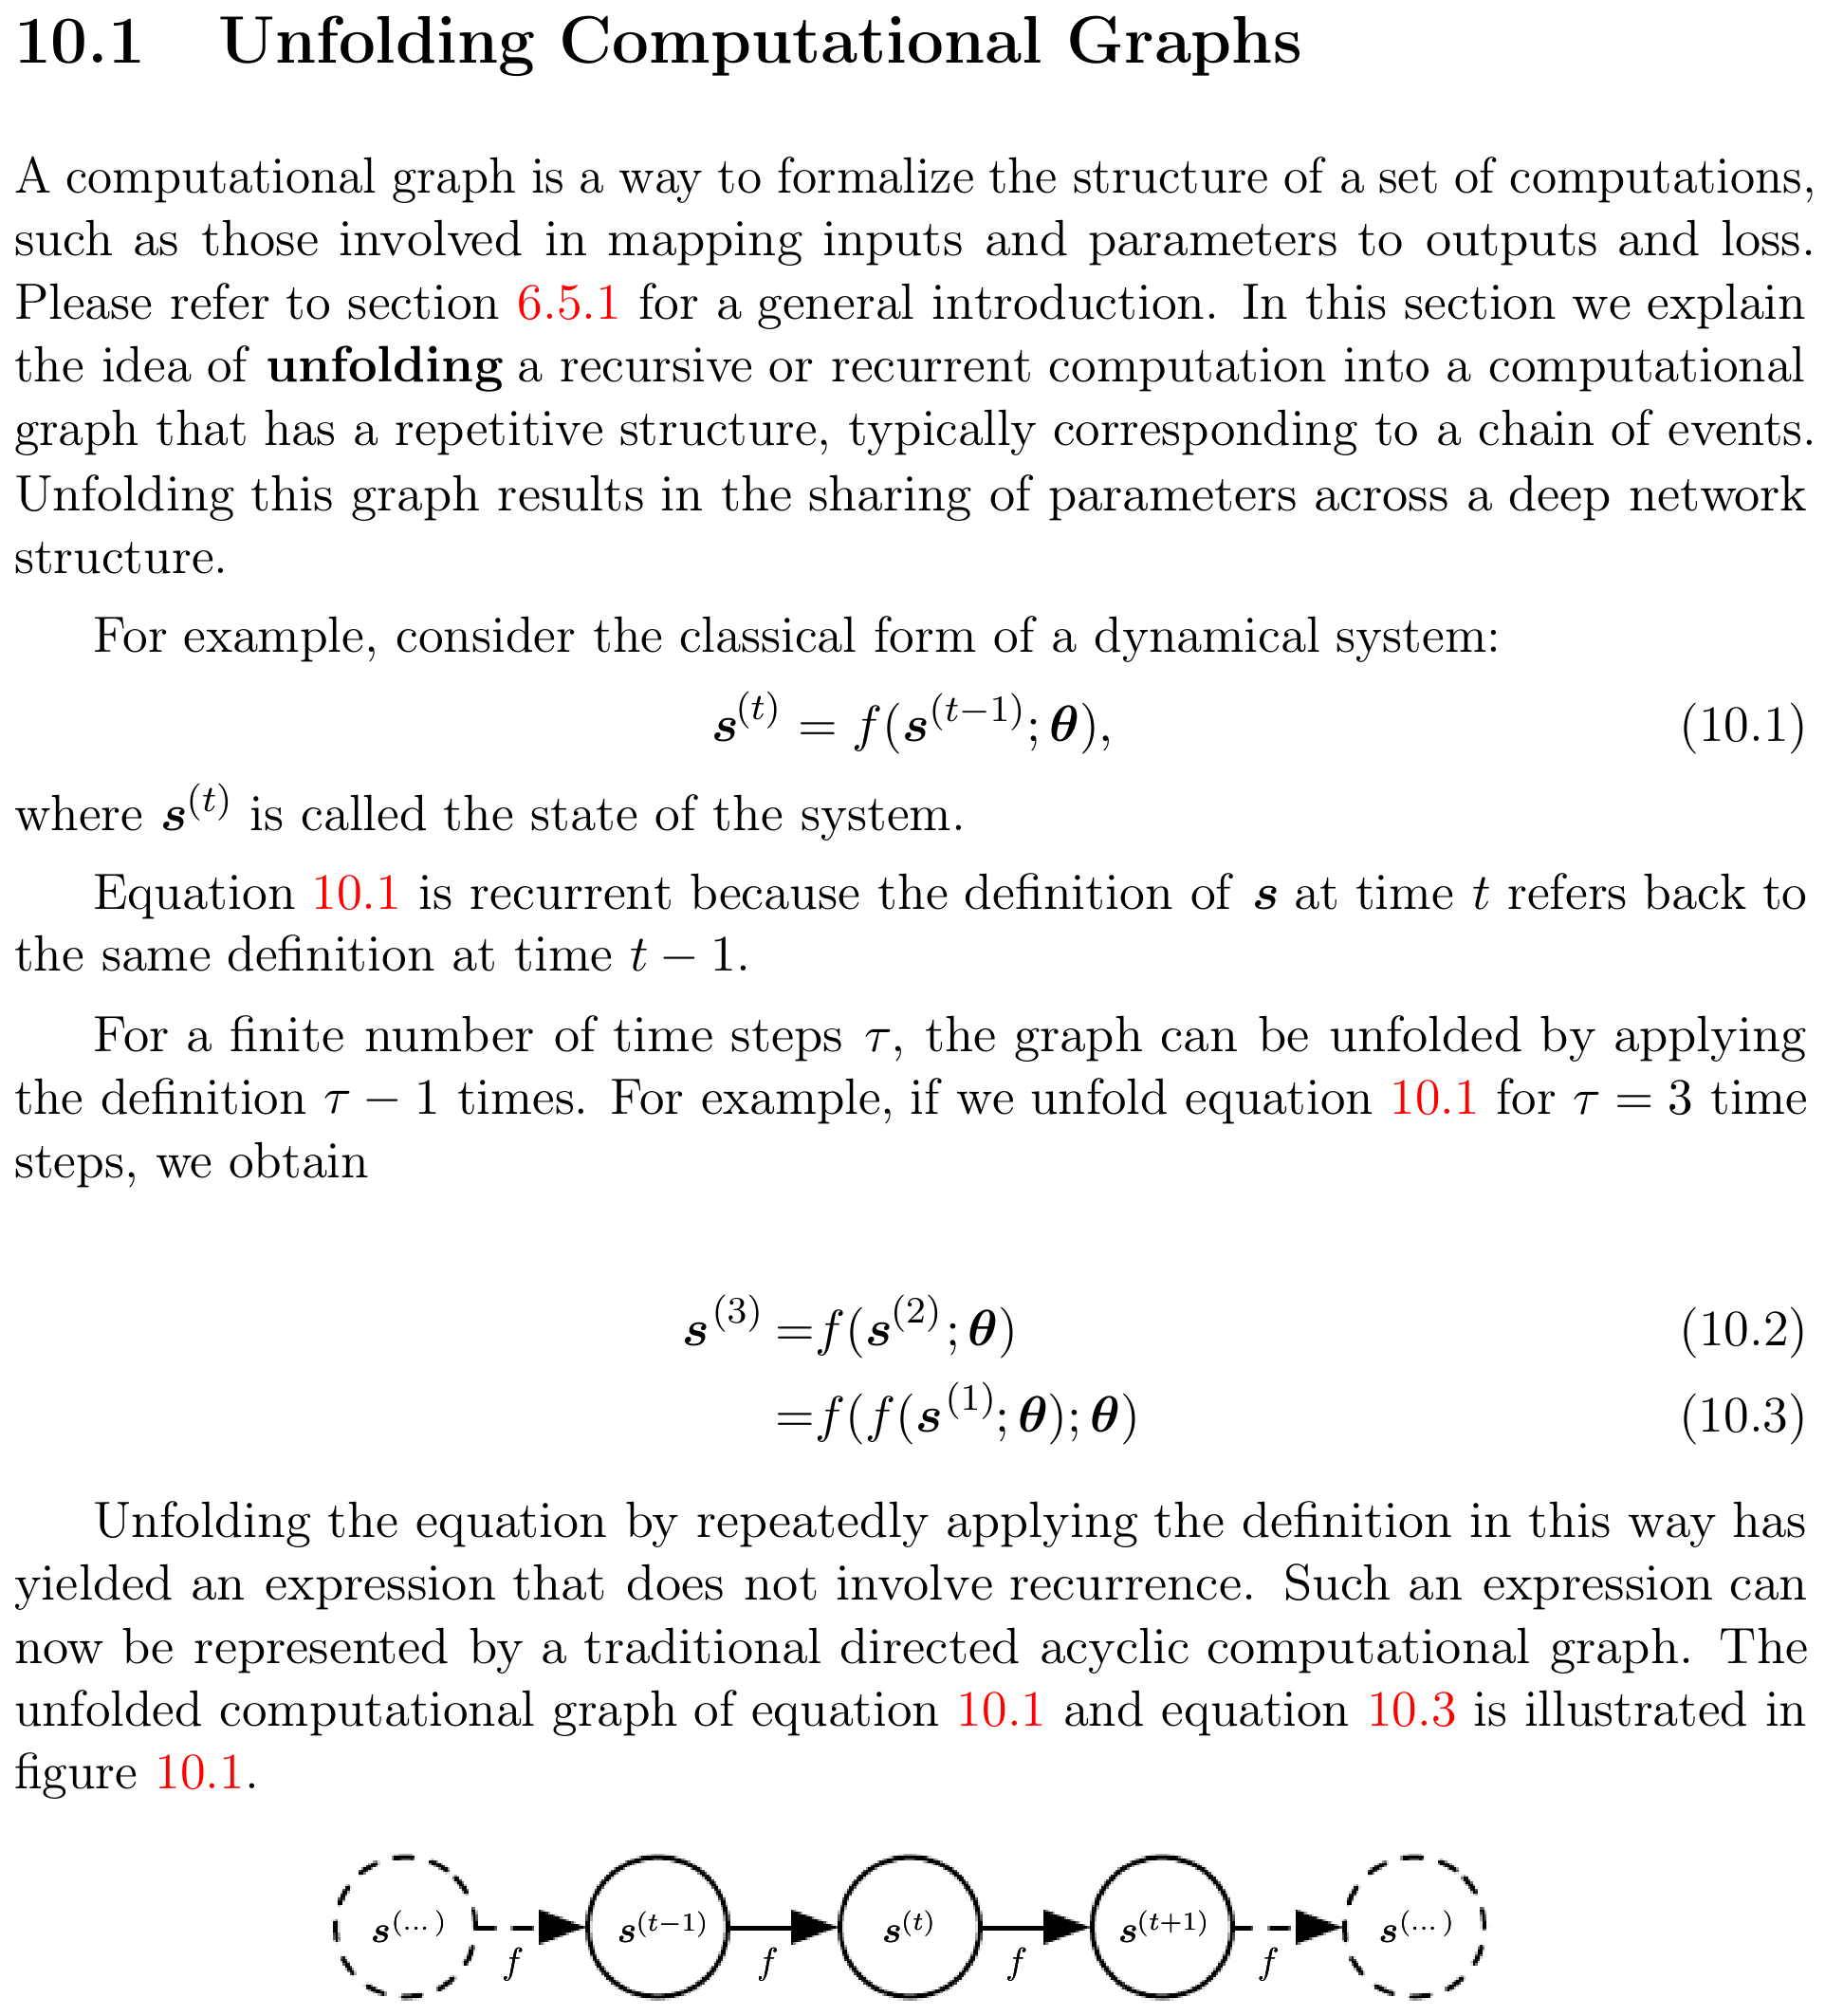 10.1 Unfolding Computational Graphs
A computational graph is a way to formalize the structure of a set of computations,
such as those involved in mapping inputs and parameters to outputs and loss.
Please refer to section 6.5.1 for a general introduction. In this section we explain
the idea of unfolding a recursive or recurrent computation into a computational
graph that has a repetitive structure, typically corresponding to a chain of events.
Unfolding this graph results in the sharing of parameters across a deep network
structure.
For example, consider the classical form of a dynamical system:
s^(t) = f(s^(t−1); θ), (10.1)
where s^(t) is called the state of the system.
Equation 10.1 is recurrent because the definition of s at time t refers back to
the same definition at time t − 1.
For a finite number of time steps τ, the graph can be unfolded by applying
the definition τ − 1 times. For example, if we unfold equation 10.1 for τ = 3 time
steps, we obtain
s^(3) =f(s^(2); θ) (10.2)
=f(f(s^(1); θ); θ) (10.3)
Unfolding the equation by repeatedly applying the definition in this way has
yielded an expression that does not involve recurrence. Such an expression can
now be represented by a traditional directed acyclic computational graph. The
unfolded computational graph of equation 10.1 and equation 10.3 is illustrated in
figure 10.1.
s^(...) s^(t−1) s^(t) s^(t+1) s^(...)
f f f f